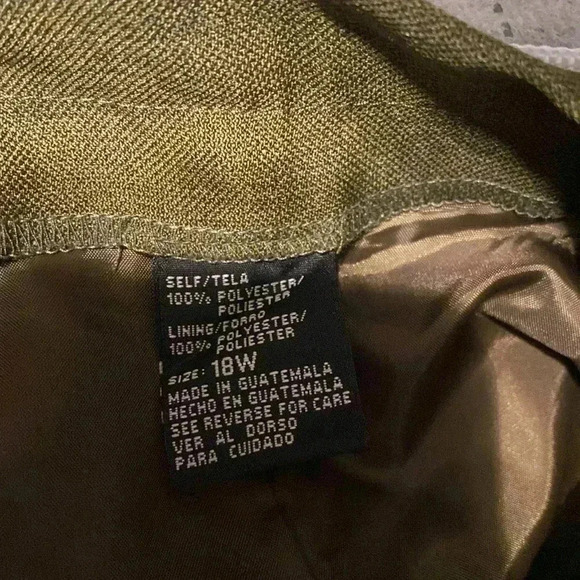 SELF/TELA
100% POLYESTER/
POLIESTER
LINING/FORRO
100% POLYESTER/
POLIESTER
SIZE: 18W
MADE IN GUATEMALA
HECHO EN GUATEMALA
SEE REVERSE FOR CARE
VER AL DORSO
PARA CUIDADO